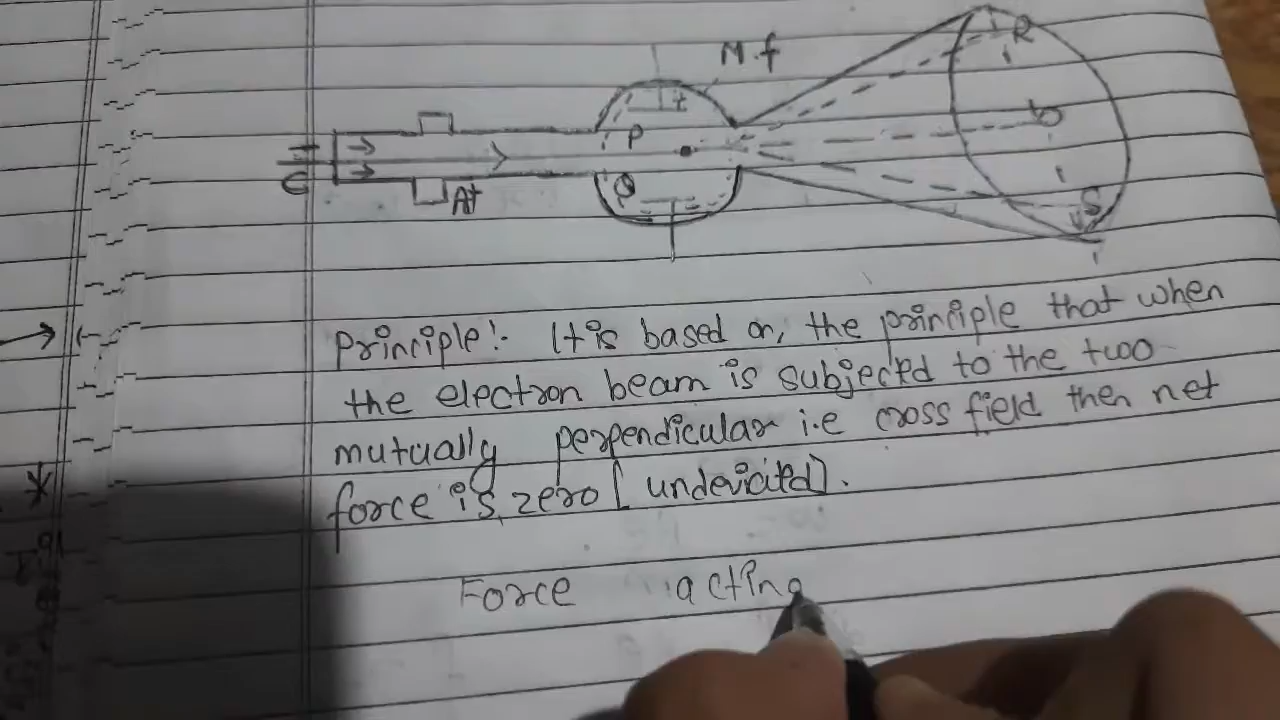 M.f
R
t
P
O
C
Q
At
S
Principle:- It is based on, the principle that when
the electron beam is subjected to the two
mutually perpendicular i.e cross field then net
force is zero [undeviated].
Force acting